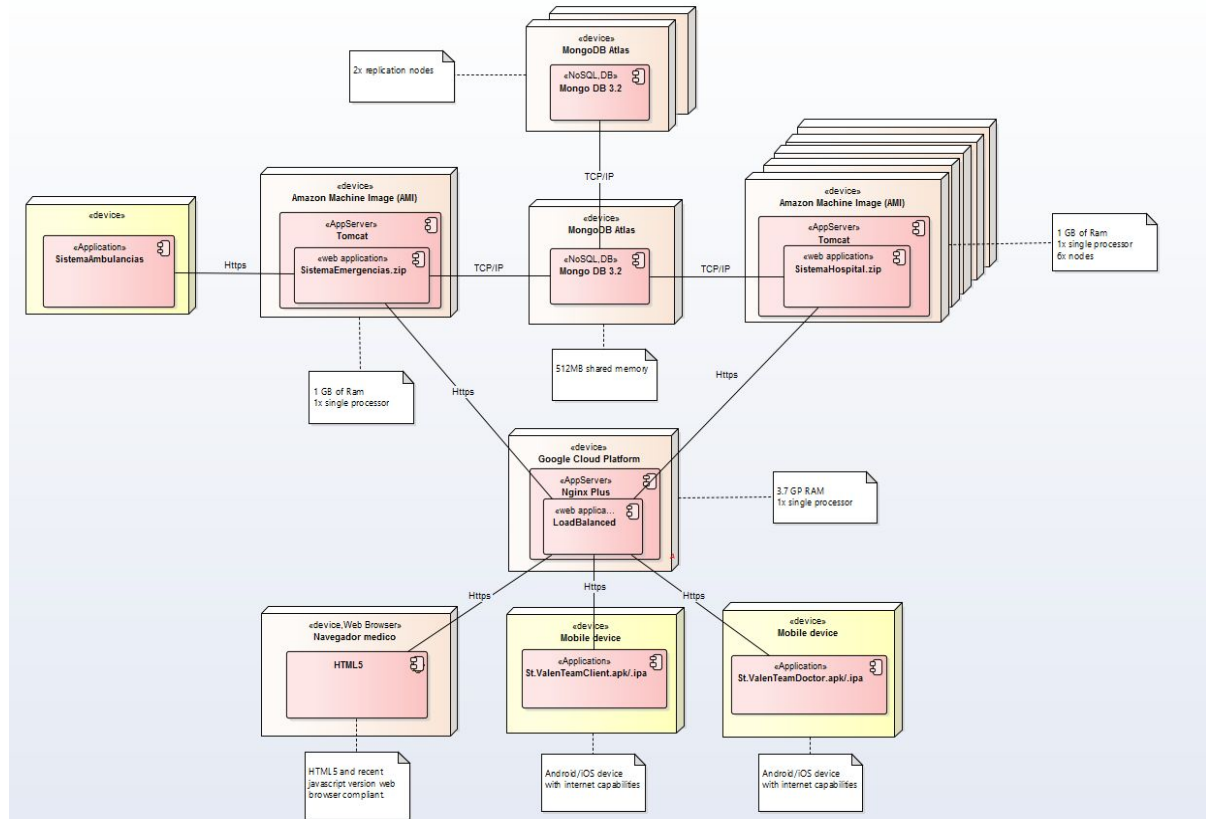 «device»
MongoDB Atlas
«NoSQL,DB»
Mongo DB 3.2
2x replication nodes
TCP/IP
«device»
Amazon Machine Image (AMI)
«AppServer»
Tomcat
«web application»
SistemaEmergencias.zip
«device»
MongoDB Atlas
«NoSQL,DB»
Mongo DB 3.2
«device»
Amazon Machine Image (AMI)
«AppServer»
Tomcat
«web application»
SistemaHospital.zip
«device»
«Application»
SistemaAmbulancias
Https
TCP/IP
TCP/IP
1 GB of Ram
1x single processor
6x nodes
512MB shared memory
1 GB of Ram
1x single processor
Https
Https
«device»
Google Cloud Platform
«AppServer»
Nginx Plus
«web applica...
LoadBalanced
3.7 GP RAM
1x single processor
Https
Https
Https
«device,Web Browser»
Navegador medico
HTML5
«device»
Mobile device
«Application»
St.ValenTeamClient.apk/.ipa
«device»
Mobile device
«Application»
St.ValenTeamDoctor.apk/.ipa
HTML5 and recent
javascript version web
browser compliant.
Android/iOS device
with internet capabilities
Android/iOS device
with internet capabilities